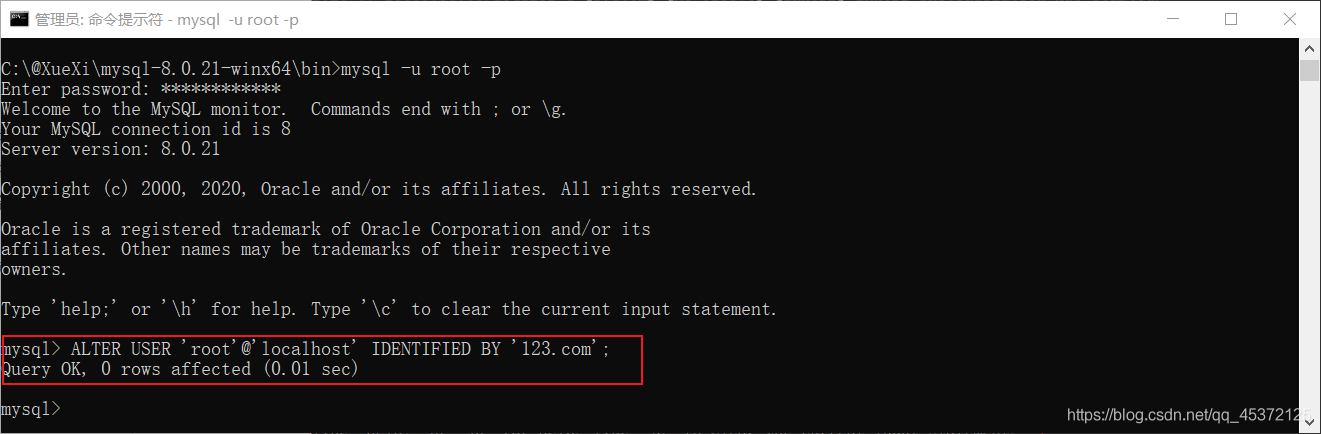 管理员: 命令提示符 - mysql  -u root -p
C:\@XueXi\mysql-8.0.21-winx64\bin>mysql -u root -p
Enter password: ************
Welcome to the MySQL monitor.  Commands end with ; or \g.
Your MySQL connection id is 8
Server version: 8.0.21
Copyright (c) 2000, 2020, Oracle and/or its affiliates. All rights reserved.
Oracle is a registered trademark of Oracle Corporation and/or its
affiliates. Other names may be trademarks of their respective
owners.
Type 'help;' or '\h' for help. Type '\c' to clear the current input statement.
mysql> ALTER USER 'root'@'localhost' IDENTIFIED BY '123.com';
Query OK, 0 rows affected (0.01 sec)
mysql>
https://blog.csdn.net/qq_45372125